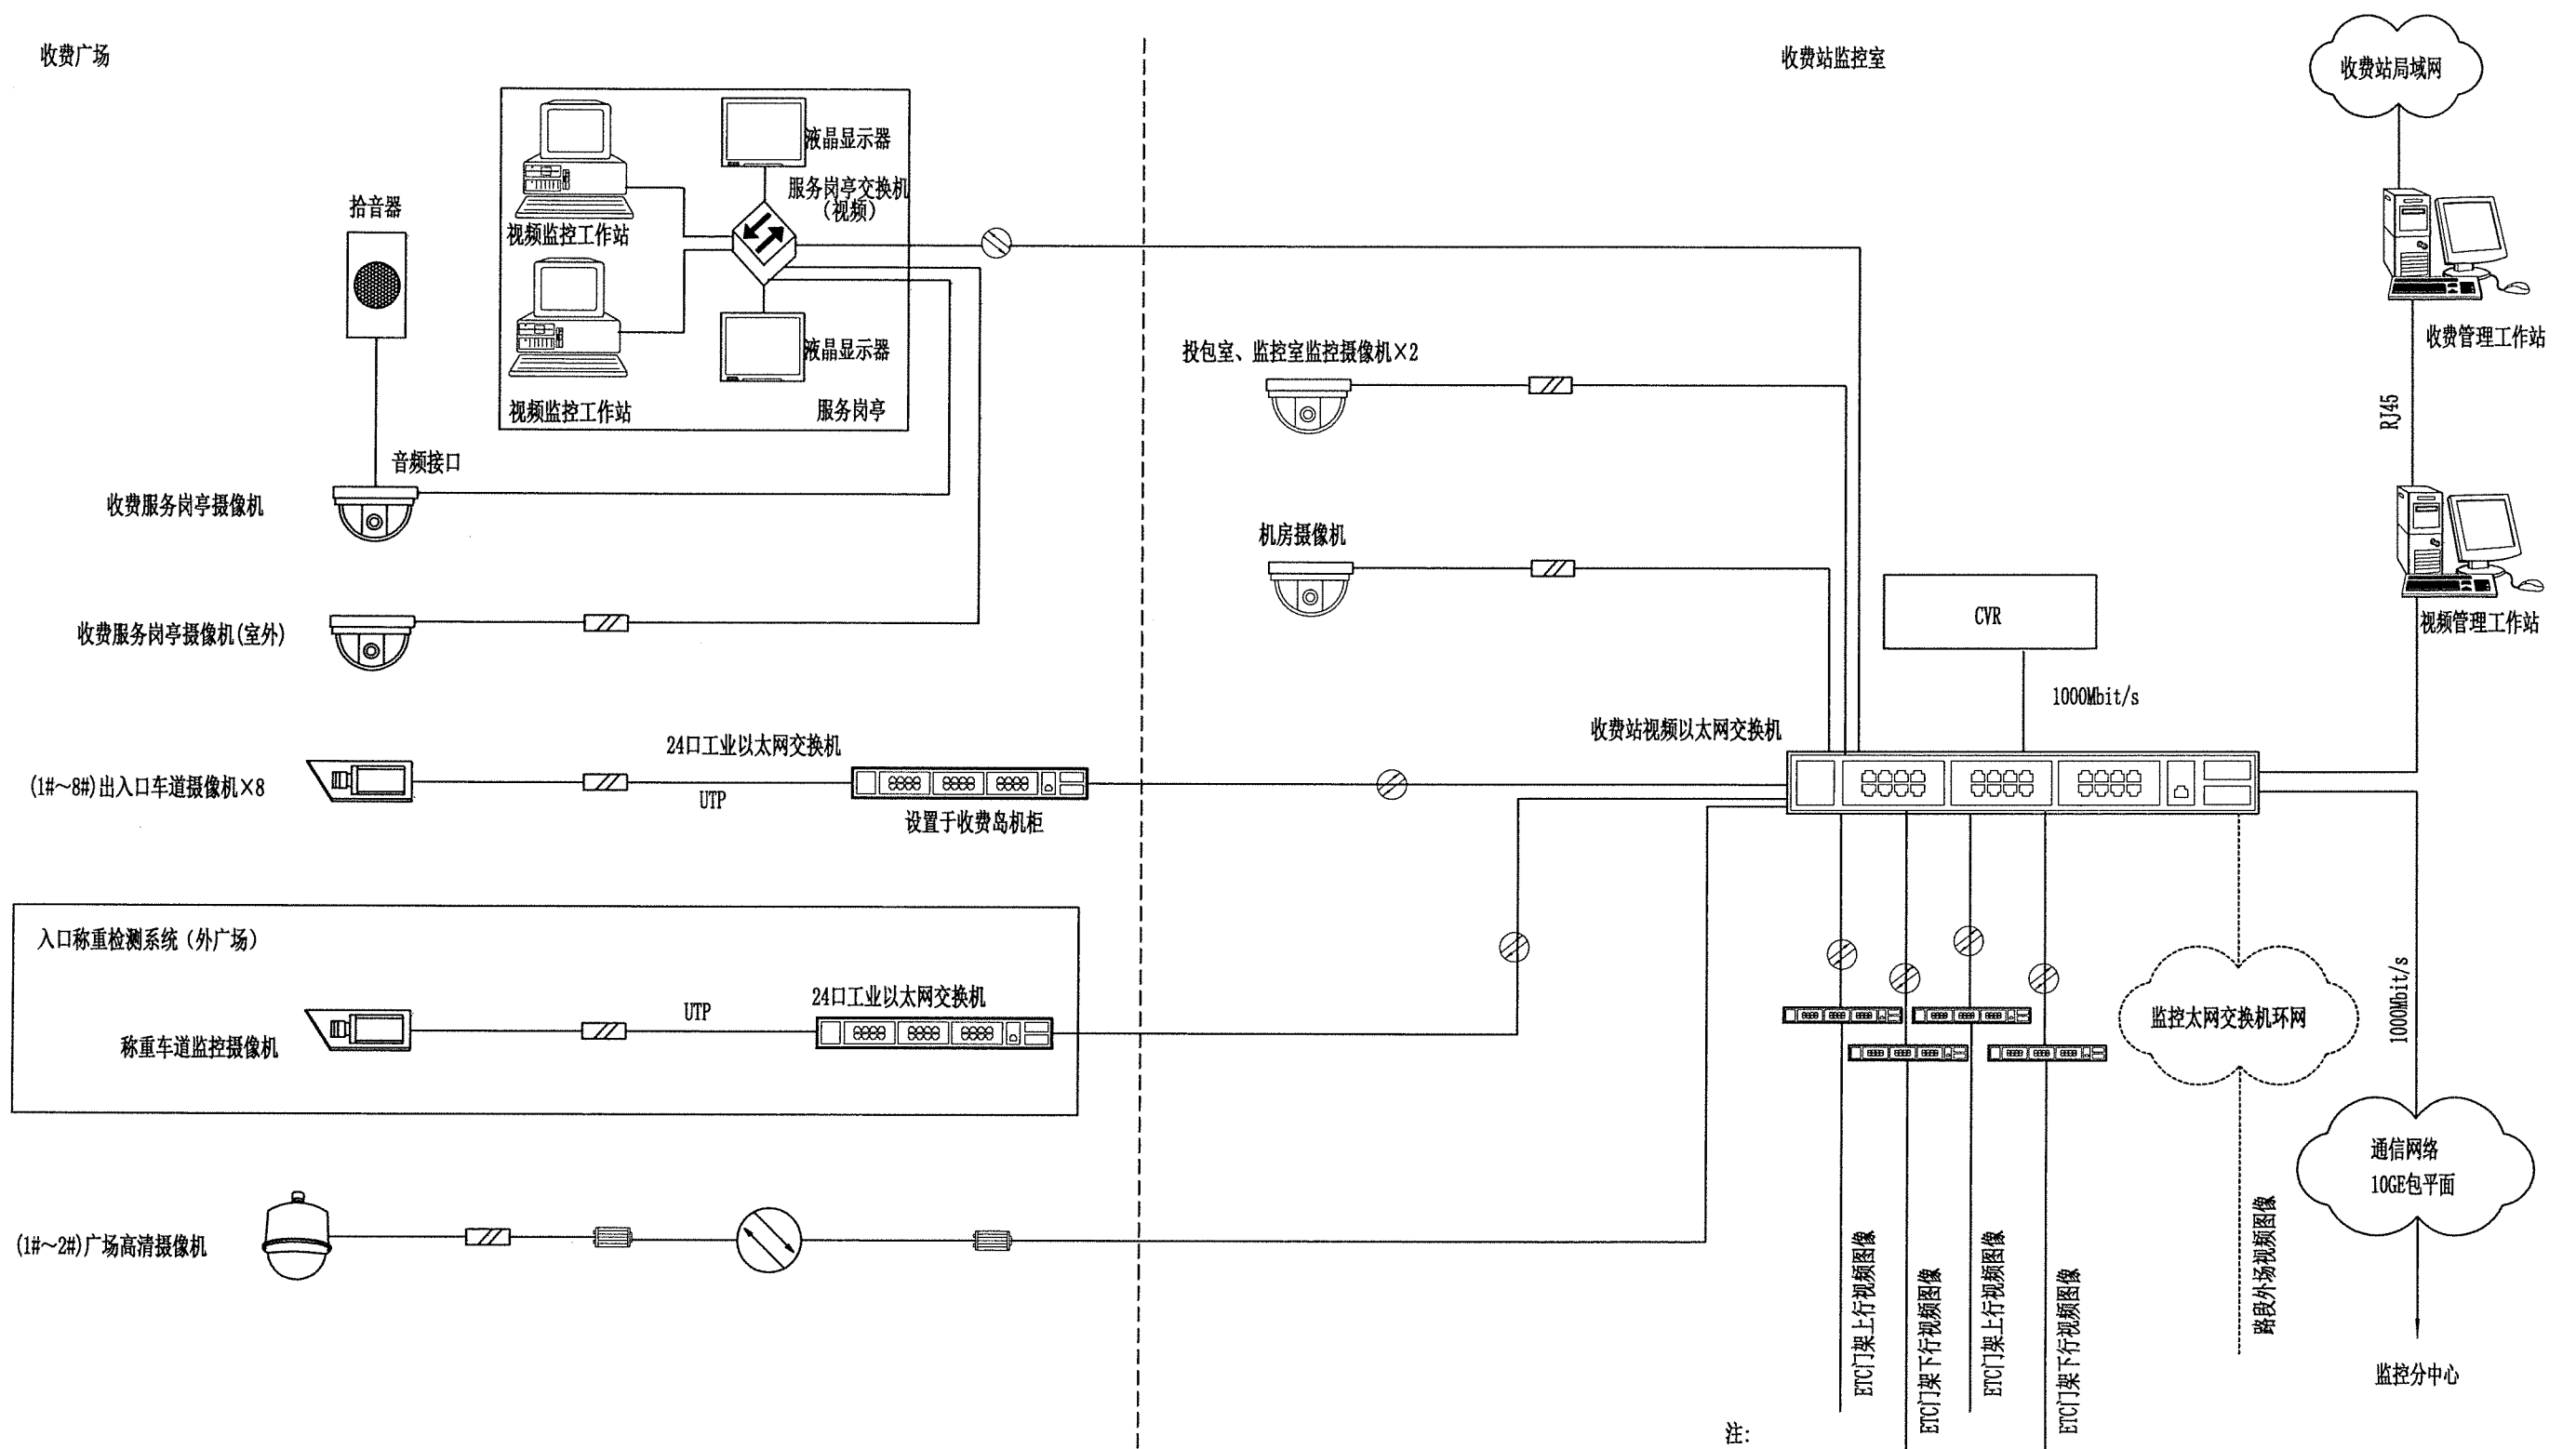 收费广场
收费站监控室
收费站局域网
液晶显示器
服务岗亭交换机
(视频)
拾音器
视频监控工作站
收费管理工作站
液晶显示器
投包室、监控室监控摄像机×2
视频监控工作站
服务岗亭
RJ45
音频接口
收费服务岗亭摄像机
机房摄像机
CVR
收费服务岗亭摄像机(室外)
视频管理工作站
1000Mbit/s
收费站视频以太网交换机
24口工业以太网交换机
(1#~8#)出入口车道摄像机×8
UTP
设置于收费岛机柜
入口称重检测系统（外广场）
24口工业以太网交换机
UTP
称重车道监控摄像机
监控太网交换机环网
1000Mbit/s
通信网络
10GE包平面
(1#~2#)广场高清摄像机
ETC门架上行视频图像
ETC门架下行视频图像
ETC门架上行视频图像
ETC门架下行视频图像
路段外场视频图像
监控分中心
注: